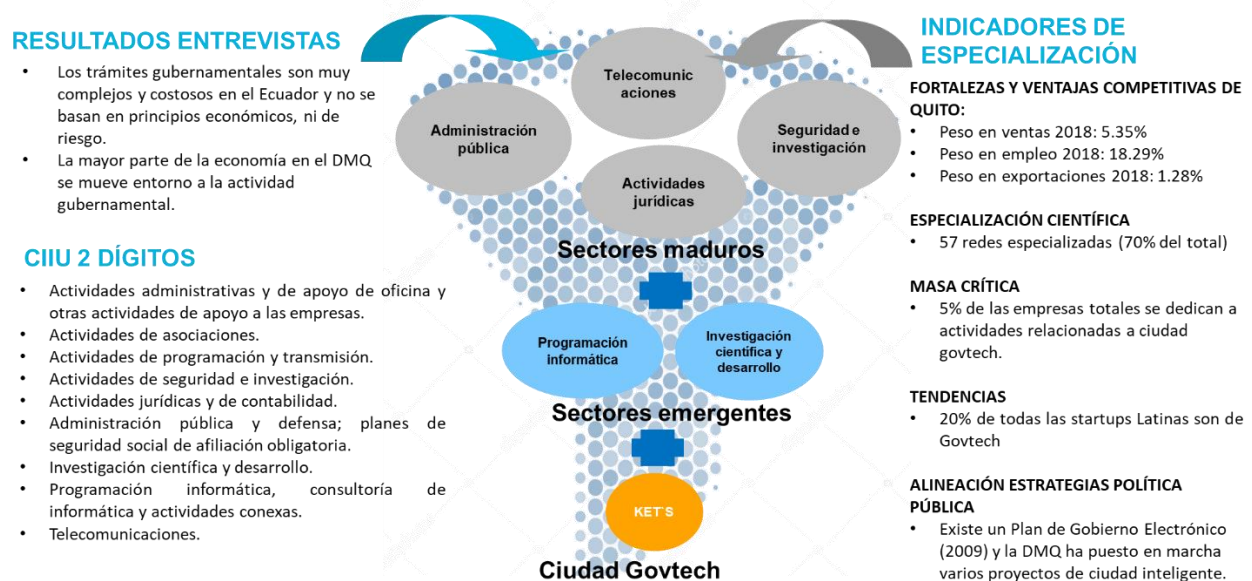 RESULTADOS ENTREVISTAS
• Los trámites gubernamentales son muy
complejos y costosos en el Ecuador y no se
basan en principios económicos, ni de
riesgo.
• La mayor parte de la economía en el DMQ
se mueve entorno a la actividad
gubernamental.
CIIU 2 DÍGITOS
• Actividades administrativas y de apoyo de oficina y
otras actividades de apoyo a las empresas.
• Actividades de asociaciones.
• Actividades de programación y transmisión.
• Actividades de seguridad e investigación.
• Actividades jurídicas y de contabilidad.
• Administración pública y defensa; planes de
seguridad social de afiliación obligatoria.
• Investigación científica y desarrollo.
• Programación informática, consultoría de
informática y actividades conexas.
• Telecomunicaciones.
Telecomunic
aciones
Administración
pública
Seguridad e
investigación
Actividades
jurídicas
Sectores maduros
Programación
informática
Investigación
científica y
desarrollo
Sectores emergentes
KET`S
Ciudad Govtech
INDICADORES DE
ESPECIALIZACIÓN
FORTALEZAS Y VENTAJAS COMPETITIVAS DE
QUITO:
• Peso en ventas 2018: 5.35%
• Peso en empleo 2018: 18.29%
• Peso en exportaciones 2018: 1.28%
ESPECIALIZACIÓN CIENTÍFICA
• 57 redes especializadas (70% del total)
MASA CRÍTICA
• 5% de las empresas totales se dedican a
actividades relacionadas a ciudad
govtech.
TENDENCIAS
• 20% de todas las startups Latinas son de
Govtech
ALINEACIÓN ESTRATEGIAS POLÍTICA
PÚBLICA
• Existe un Plan de Gobierno Electrónico
(2009) y la DMQ ha puesto en marcha
varios proyectos de ciudad inteligente.